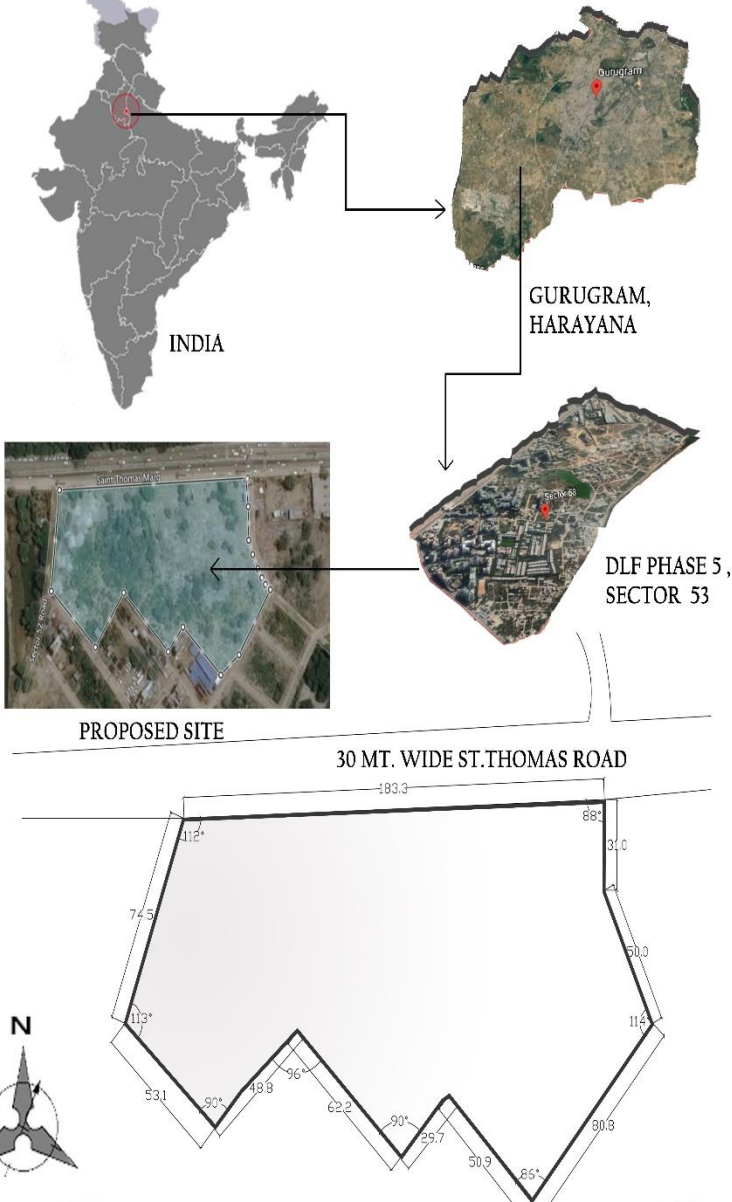 Gurugram
INDIA
GURUGRAM,
HARAYANA
Saint Thomas Marg
Sector 52 Road
DLF PHASE 5 ,
SECTOR 53
PROPOSED SITE
30 MT. WIDE ST.THOMAS ROAD
183.3
112°
88°
31.0
74.5
50.0
113°
114°
N
53.1
90°
48.8
96°
62.2
90°
29.7
50.9
86°
80.8